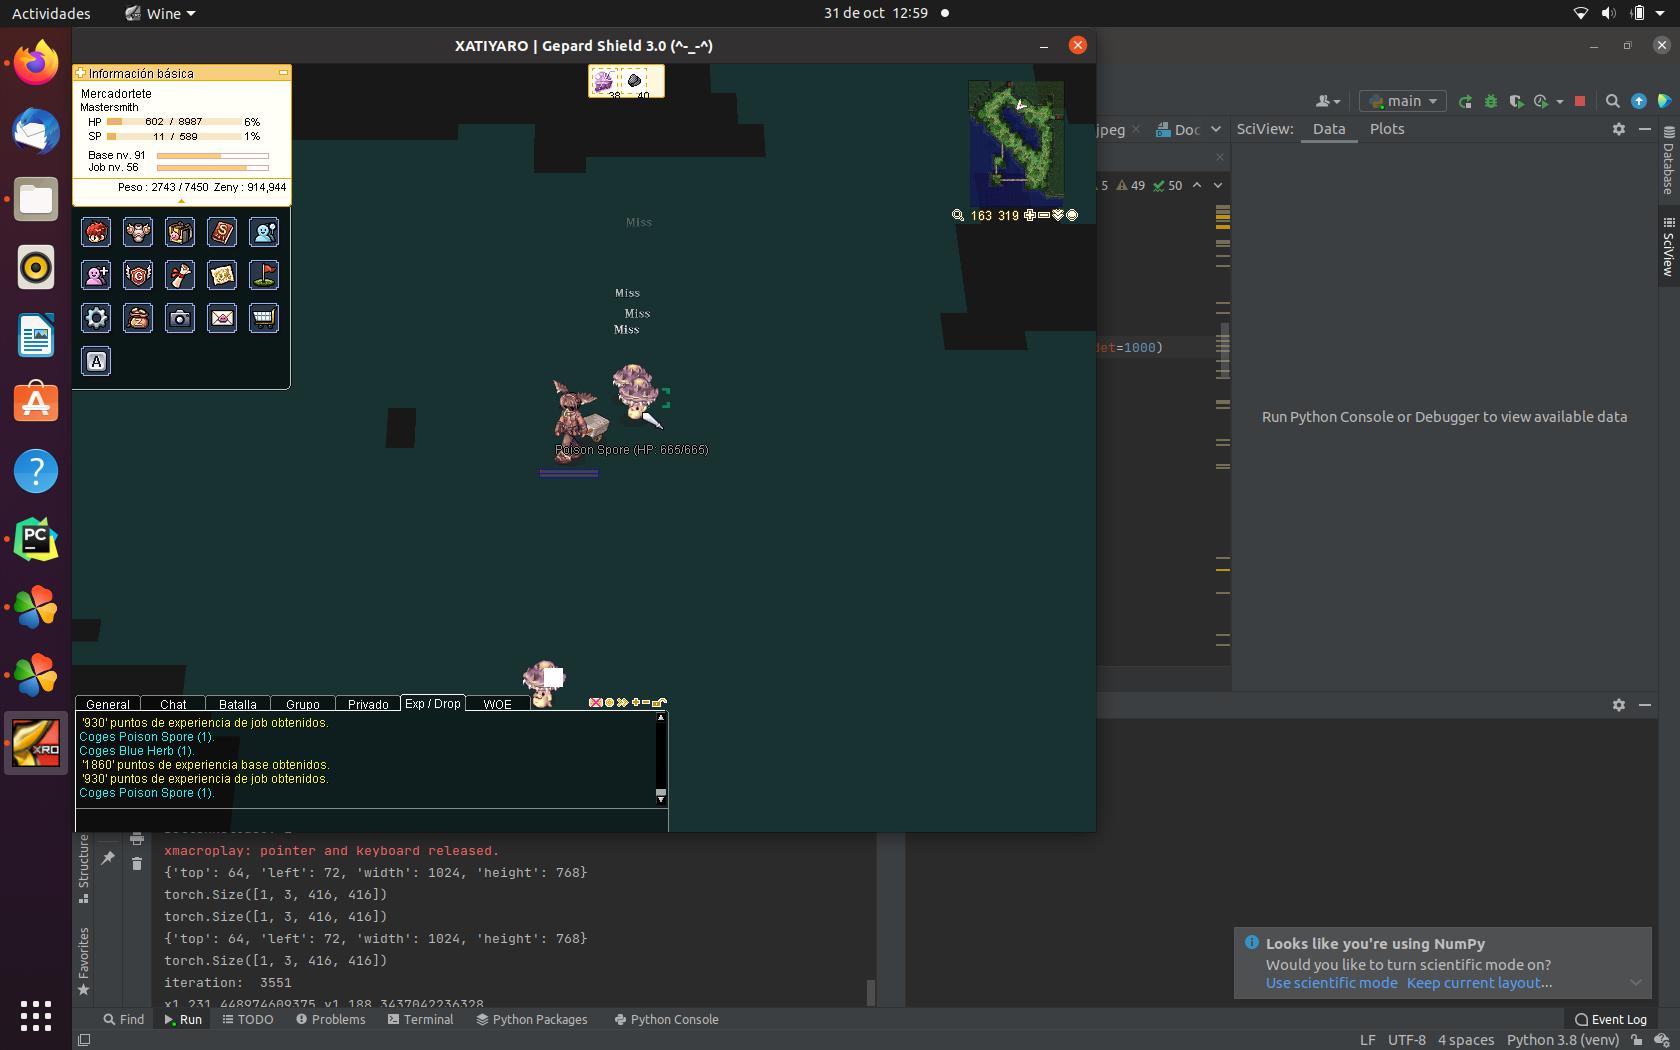 Actividades
Wine
31 de oct 12:59
XATIYARO | Gepard Shield 3.0 (^-_-^)
Información básica
Mercadortete
Mastersmith
HP 602 / 8987 6%
SP 11 / 589 1%
Base nv. 91
Job nv. 56
Peso : 2743 / 7450 Zeny : 914,944
A
38 40
163 319
Miss
Miss
Miss
Miss
Poison Spore (HP: 665/665)
General Chat Batalla Grupo Privado Exp / Drop WOE
'930' puntos de experiencia de job obtenidos.
Coges Poison Spore (1).
Coges Blue Herb (1).
'1860' puntos de experiencia base obtenidos.
'930' puntos de experiencia de job obtenidos.
Coges Poison Spore (1).
main
jpeg Doc
SciView: Data Plots
5 49 50
det=1000)
Run Python Console or Debugger to view available data
Database
SciView
PC
XRO
Structure
Favorites
xmacroplay: pointer and keyboard released.
{'top': 64, 'left': 72, 'width': 1024, 'height': 768}
torch.Size([1, 3, 416, 416])
torch.Size([1, 3, 416, 416])
{'top': 64, 'left': 72, 'width': 1024, 'height': 768}
torch.Size([1, 3, 416, 416])
iteration: 3551
x1 231.448974609375 y1 188.3437042236328
Looks like you're using NumPy
Would you like to turn scientific mode on?
Use scientific mode Keep current layout...
Find Run TODO Problems Terminal Python Packages Python Console Event Log
LF UTF-8 4 spaces Python 3.8 (venv)